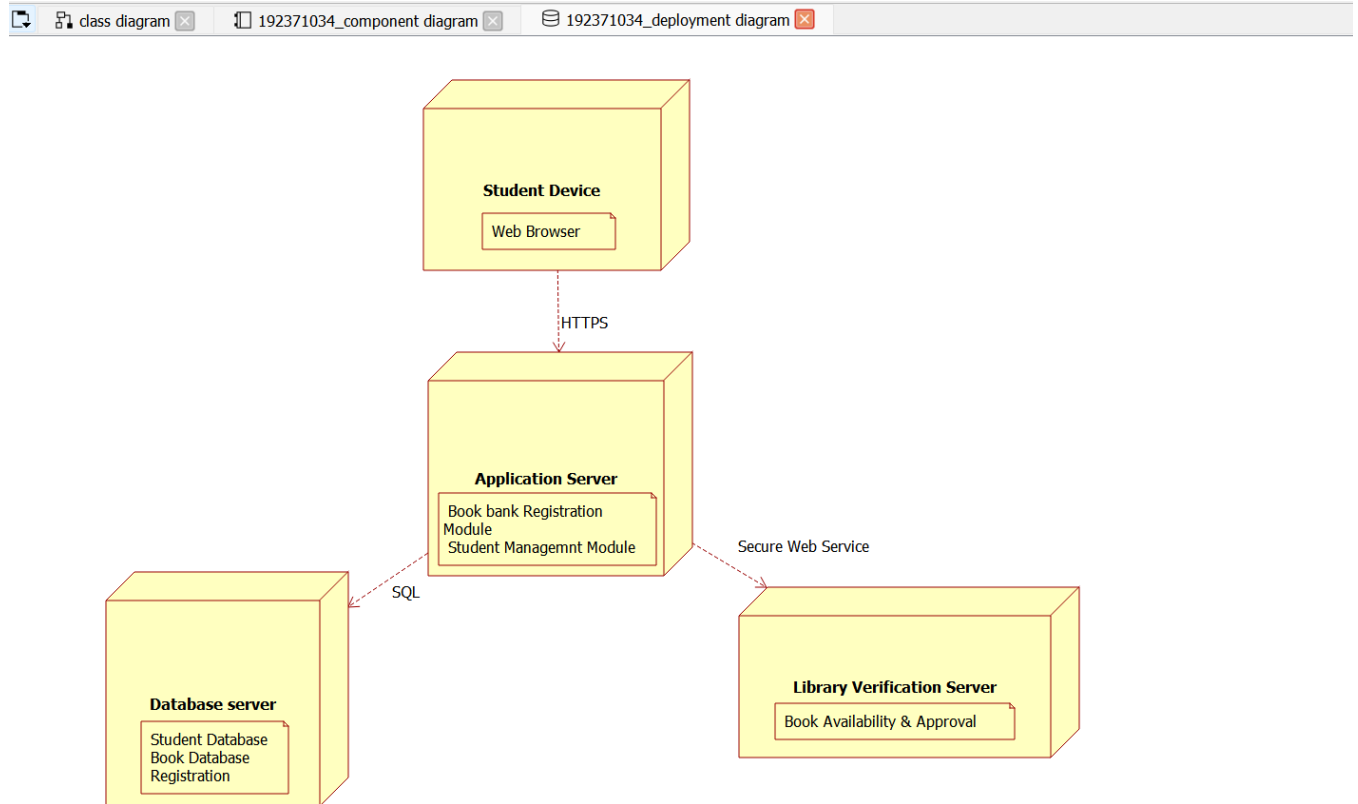 class diagram
192371034_component diagram
192371034_deployment diagram
Student Device
Web Browser
HTTPS
Application Server
Book bank Registration
Module
Student Managemnt Module
Secure Web Service
SQL
Library Verification Server
Book Availability & Approval
Database server
Student Database
Book Database
Registration